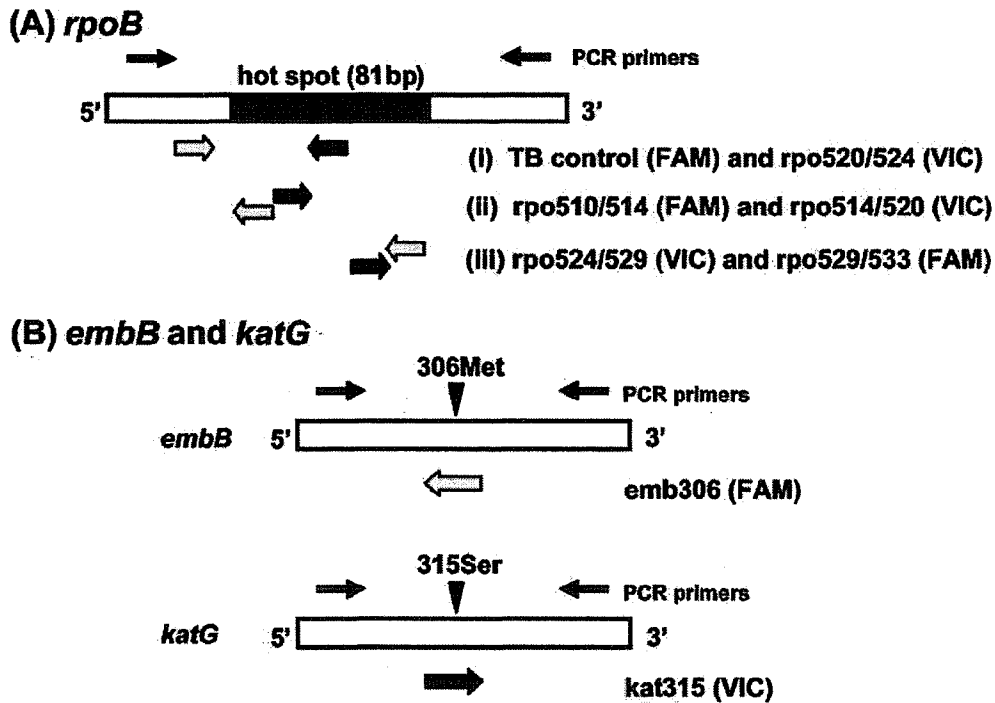 (A) rpoB
PCR primers
hot spot (81bp)
5' 3'
(i) TB control (FAM) and rpo520/524 (VIC)
(ii) rpo510/514 (FAM) and rpo514/520 (VIC)
(iii) rpo524/529 (VIC) and rpo529/533 (FAM)
(B) embB and katG
306Met
PCR primers
embB 5' 3'
emb306 (FAM)
315Ser
PCR primers
katG 5' 3'
kat315 (VIC)